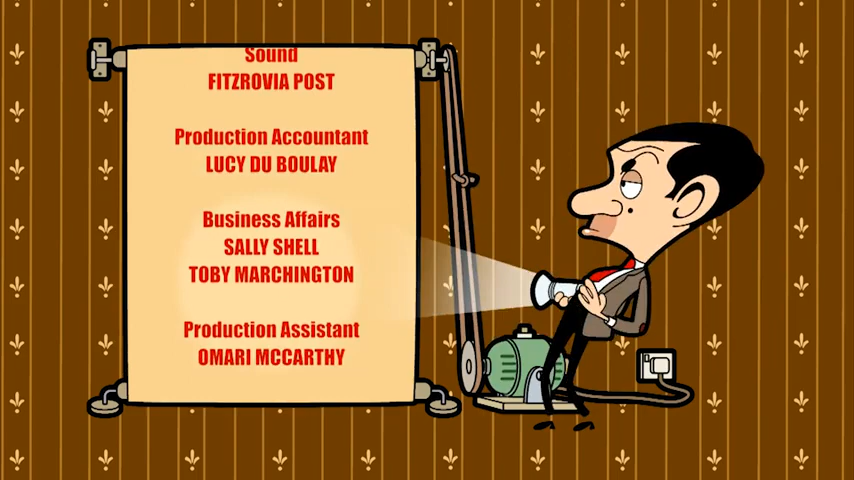 Sound
FITZROVIA POST
Production Accountant
LUCY DU BOULAY
Business Affairs
SALLY SHELL
TOBY MARCHINGTON
Production Assistant
OMARI MCCARTHY